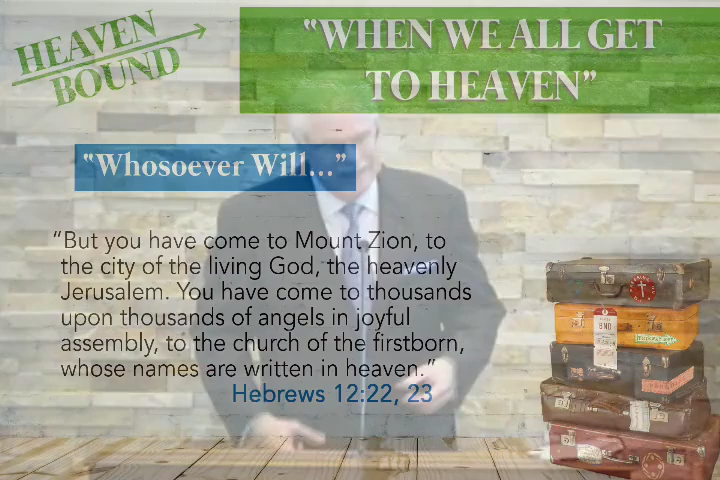 HEAVEN
BOUND
“WHEN WE ALL GET
TO HEAVEN”
“Whosoever Will...”
“But you have come to Mount Zion, to
the city of the living God, the heavenly
Jerusalem. You have come to thousands
upon thousands of angels in joyful
assembly, to the church of the firstborn,
whose names are written in heaven.”
Hebrews 12:22, 23
BND